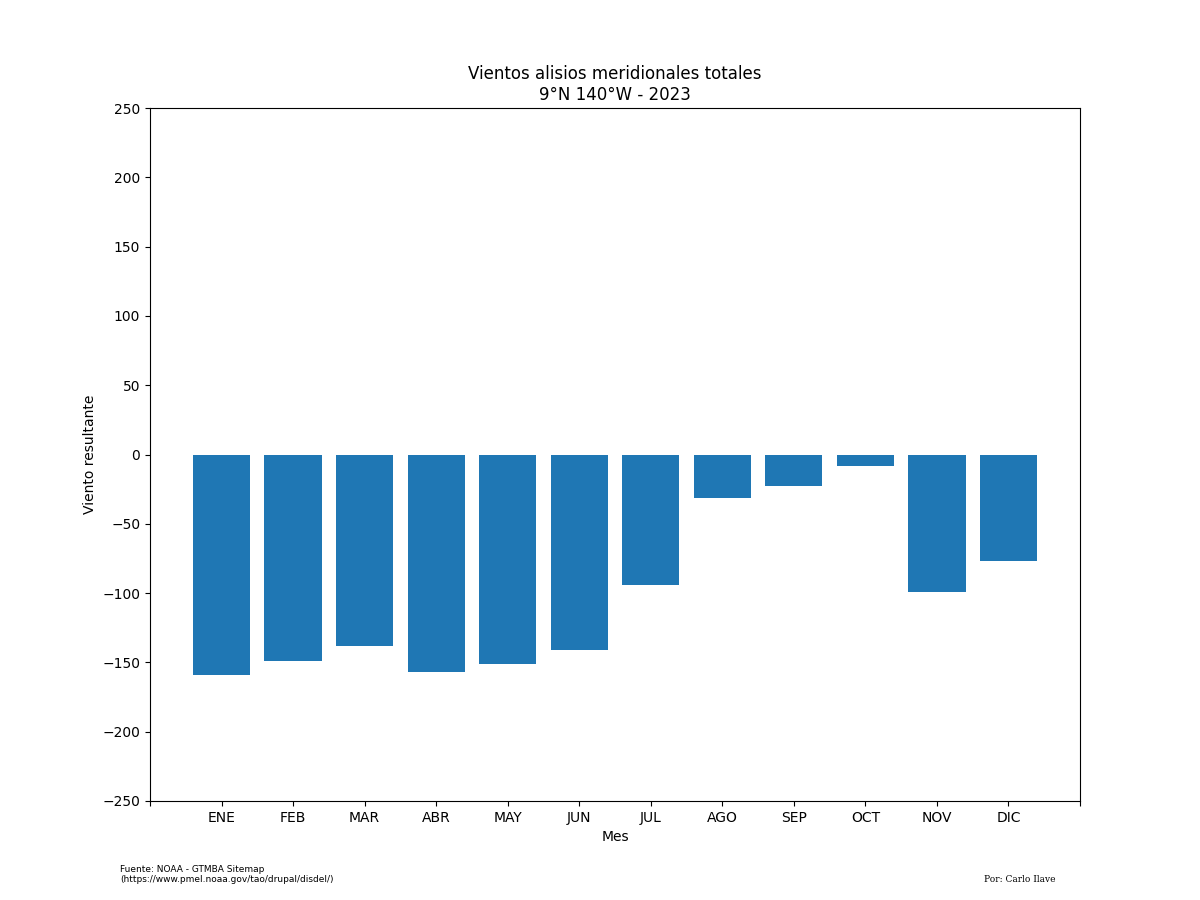 Vientos alisios meridionales totales
9°N 140°W - 2023
250
200
150
100
50
0
−50
−100
−150
−200
−250
Viento resultante
ENE FEB MAR ABR MAY JUN JUL AGO SEP OCT NOV DIC
Mes
Fuente: NOAA - GTMBA Sitemap
(https://www.pmel.noaa.gov/tao/drupal/disdel/)
Por: Carlo Ilave